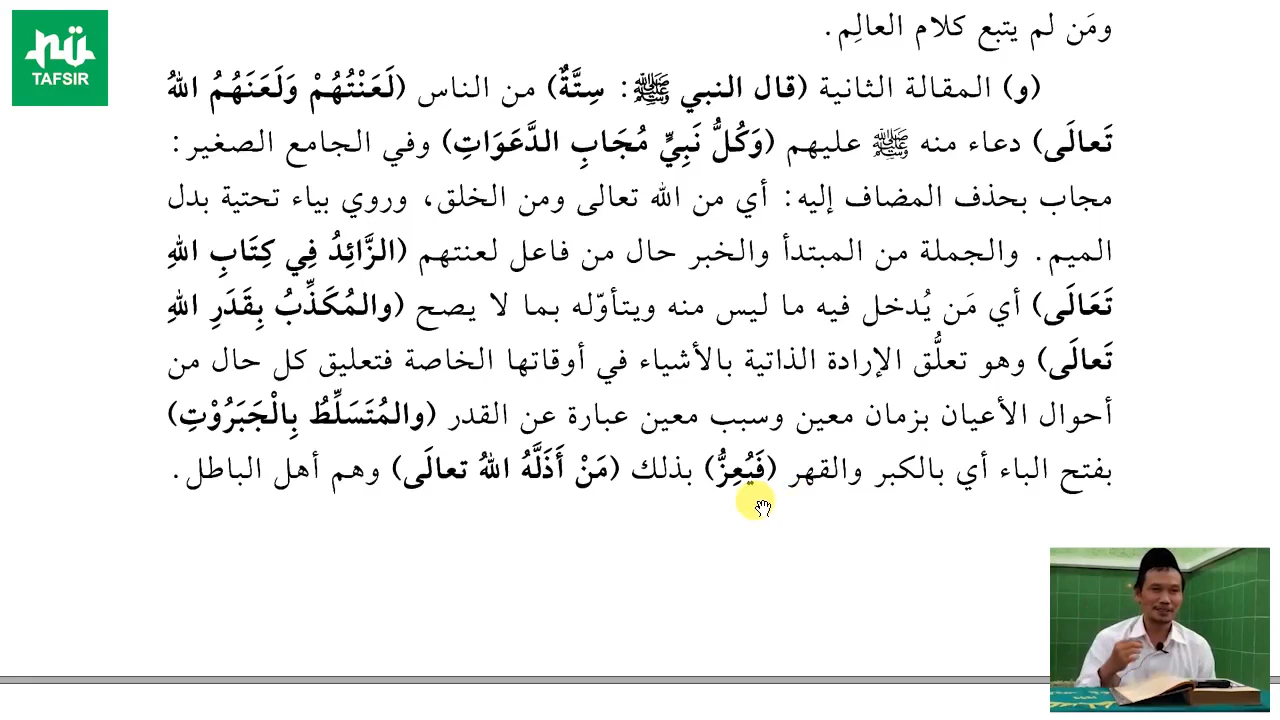 nü
TAFSIR
ومَن لم يتبع كلام العالِم.
(و) المقالة الثانية (قال النبي ﷺ: سِتَّةٌ) من الناس (لَعَنْتُهُمْ وَلَعَنَهُمُ اللهُ
تَعالَى) دعاء منه ﷺ عليهم (وَكُلُّ نَبِيٍّ مُجَابِ الدَّعَوَاتِ) وفي الجامع الصغير:
مجاب بحذف المضاف إليه: أي من الله تعالى ومن الخلق، وروي بياء تحتية بدل
الميم. والجملة من المبتدأ والخبر حال من فاعل لعنتهم (الزَّائِدُ فِي كِتَابِ اللهِ
تَعَالَى) أي مَن يُدخل فيه ما ليس منه ويتأوّله بما لا يصح (والمُكَذِّبُ بِقَدَرِ اللهِ
تَعالَى) وهو تعلُّق الإرادة الذاتية بالأشياء في أوقاتها الخاصة فتعليق كل حال من
أحوال الأعيان بزمان معين وسبب معين عبارة عن القدر (والمُتَسَلِّطُ بِالْجَبَرُوْتِ)
بفتح الباء أي بالكبر والقهر (فَيُعِزُّ) بذلك (مَنْ أَذَلَّهُ اللهُ تعالَى) وهم أهل الباطل.